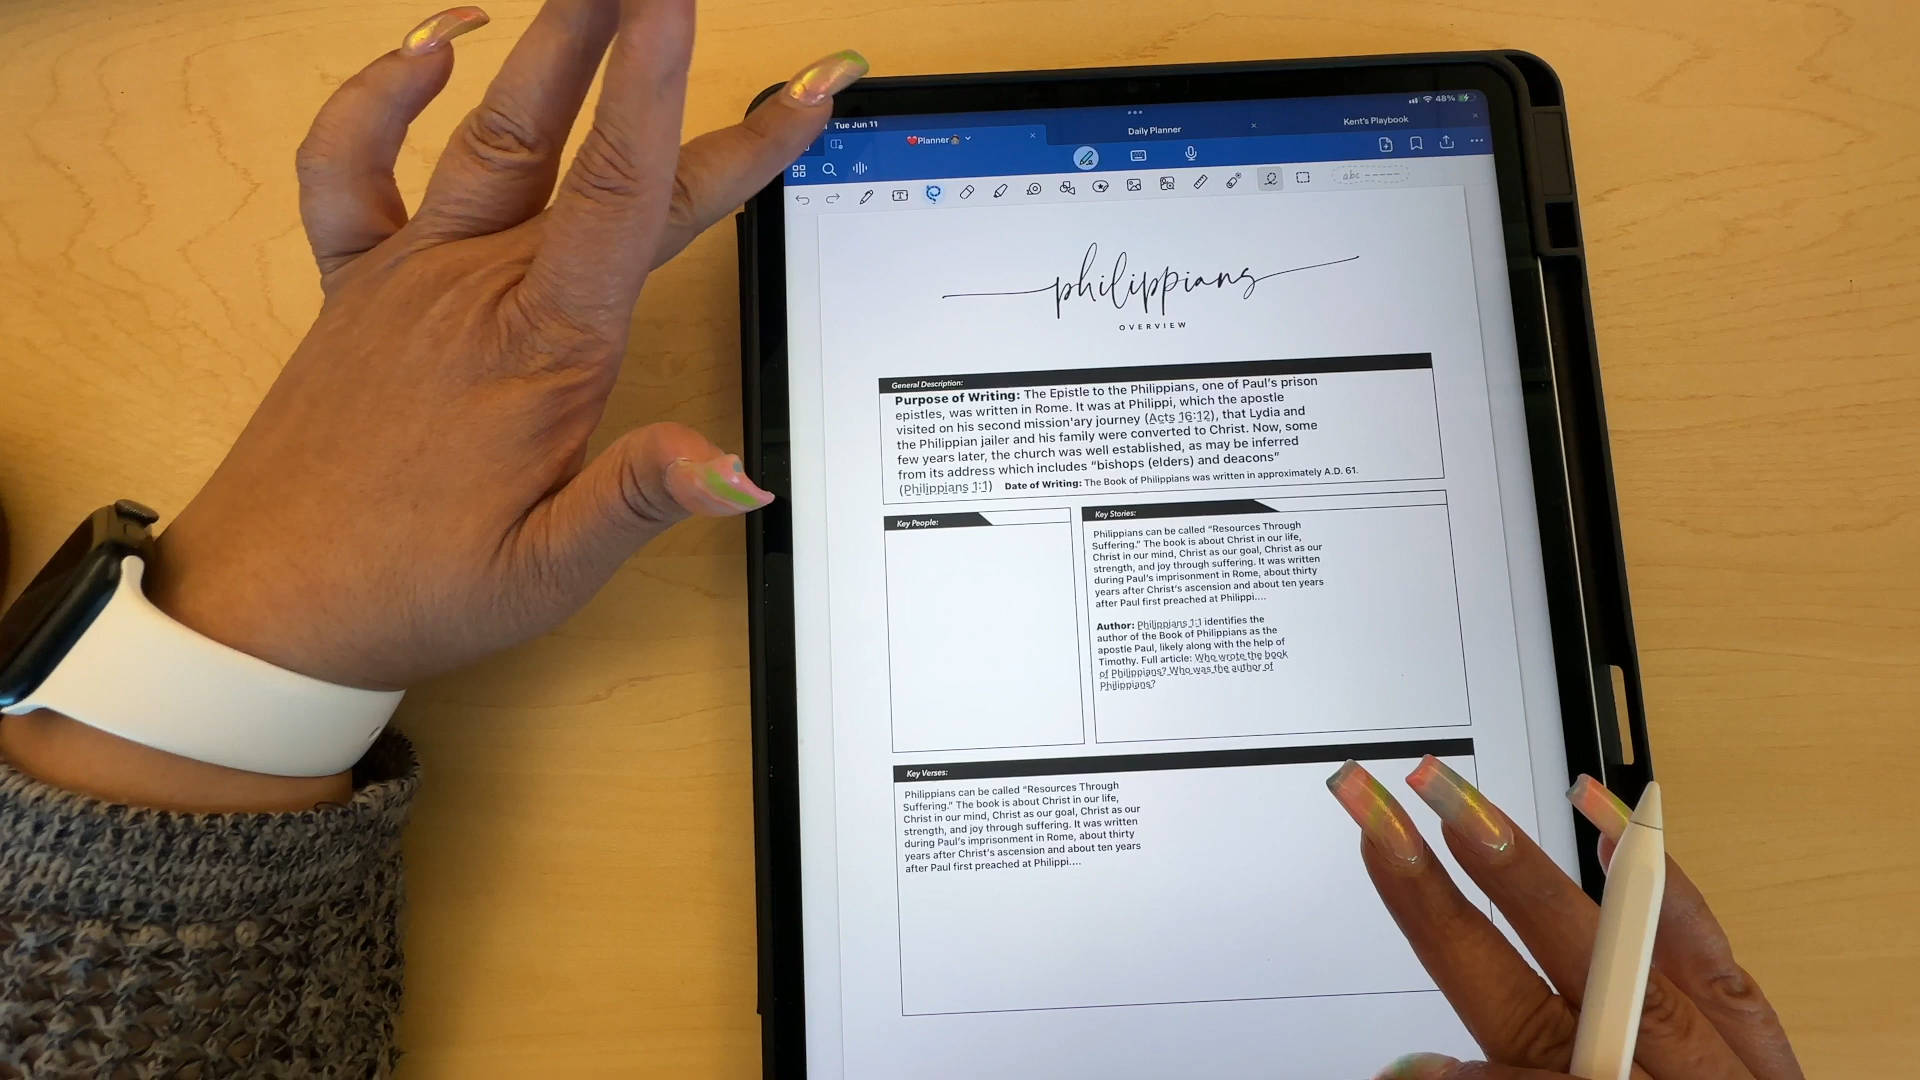 Tue Jun 11
48%
❤️Planner
Daily Planner
Kent's Playbook
abc
philippians
OVERVIEW
General Description:
Purpose of Writing: The Epistle to the Philippians, one of Paul's prison
epistles, was written in Rome. It was at Philippi, which the apostle
visited on his second mission'ary journey (Acts 16:12), that Lydia and
the Philippian jailer and his family were converted to Christ. Now, some
few years later, the church was well established, as may be inferred
from its address which includes "bishops (elders) and deacons"
(Philippians 1:1) Date of Writing: The Book of Philippians was written in approximately A.D. 61.
Key People:
Key Stories:
Philippians can be called "Resources Through
Suffering." The book is about Christ in our life,
Christ in our mind, Christ as our goal, Christ as our
strength, and joy through suffering. It was written
during Paul's imprisonment in Rome, about thirty
years after Christ's ascension and about ten years
after Paul first preached at Philippi....
Author: Philippians 1:1 identifies the
author of the Book of Philippians as the
apostle Paul, likely along with the help of
Timothy. Full article: Who wrote the book
of Philippians? Who was the author of
Philippians?
Key Verses:
Philippians can be called "Resources Through
Suffering." The book is about Christ in our life,
Christ in our mind, Christ as our goal, Christ as our
strength, and joy through suffering. It was written
during Paul's imprisonment in Rome, about thirty
years after Christ's ascension and about ten years
after Paul first preached at Philippi....